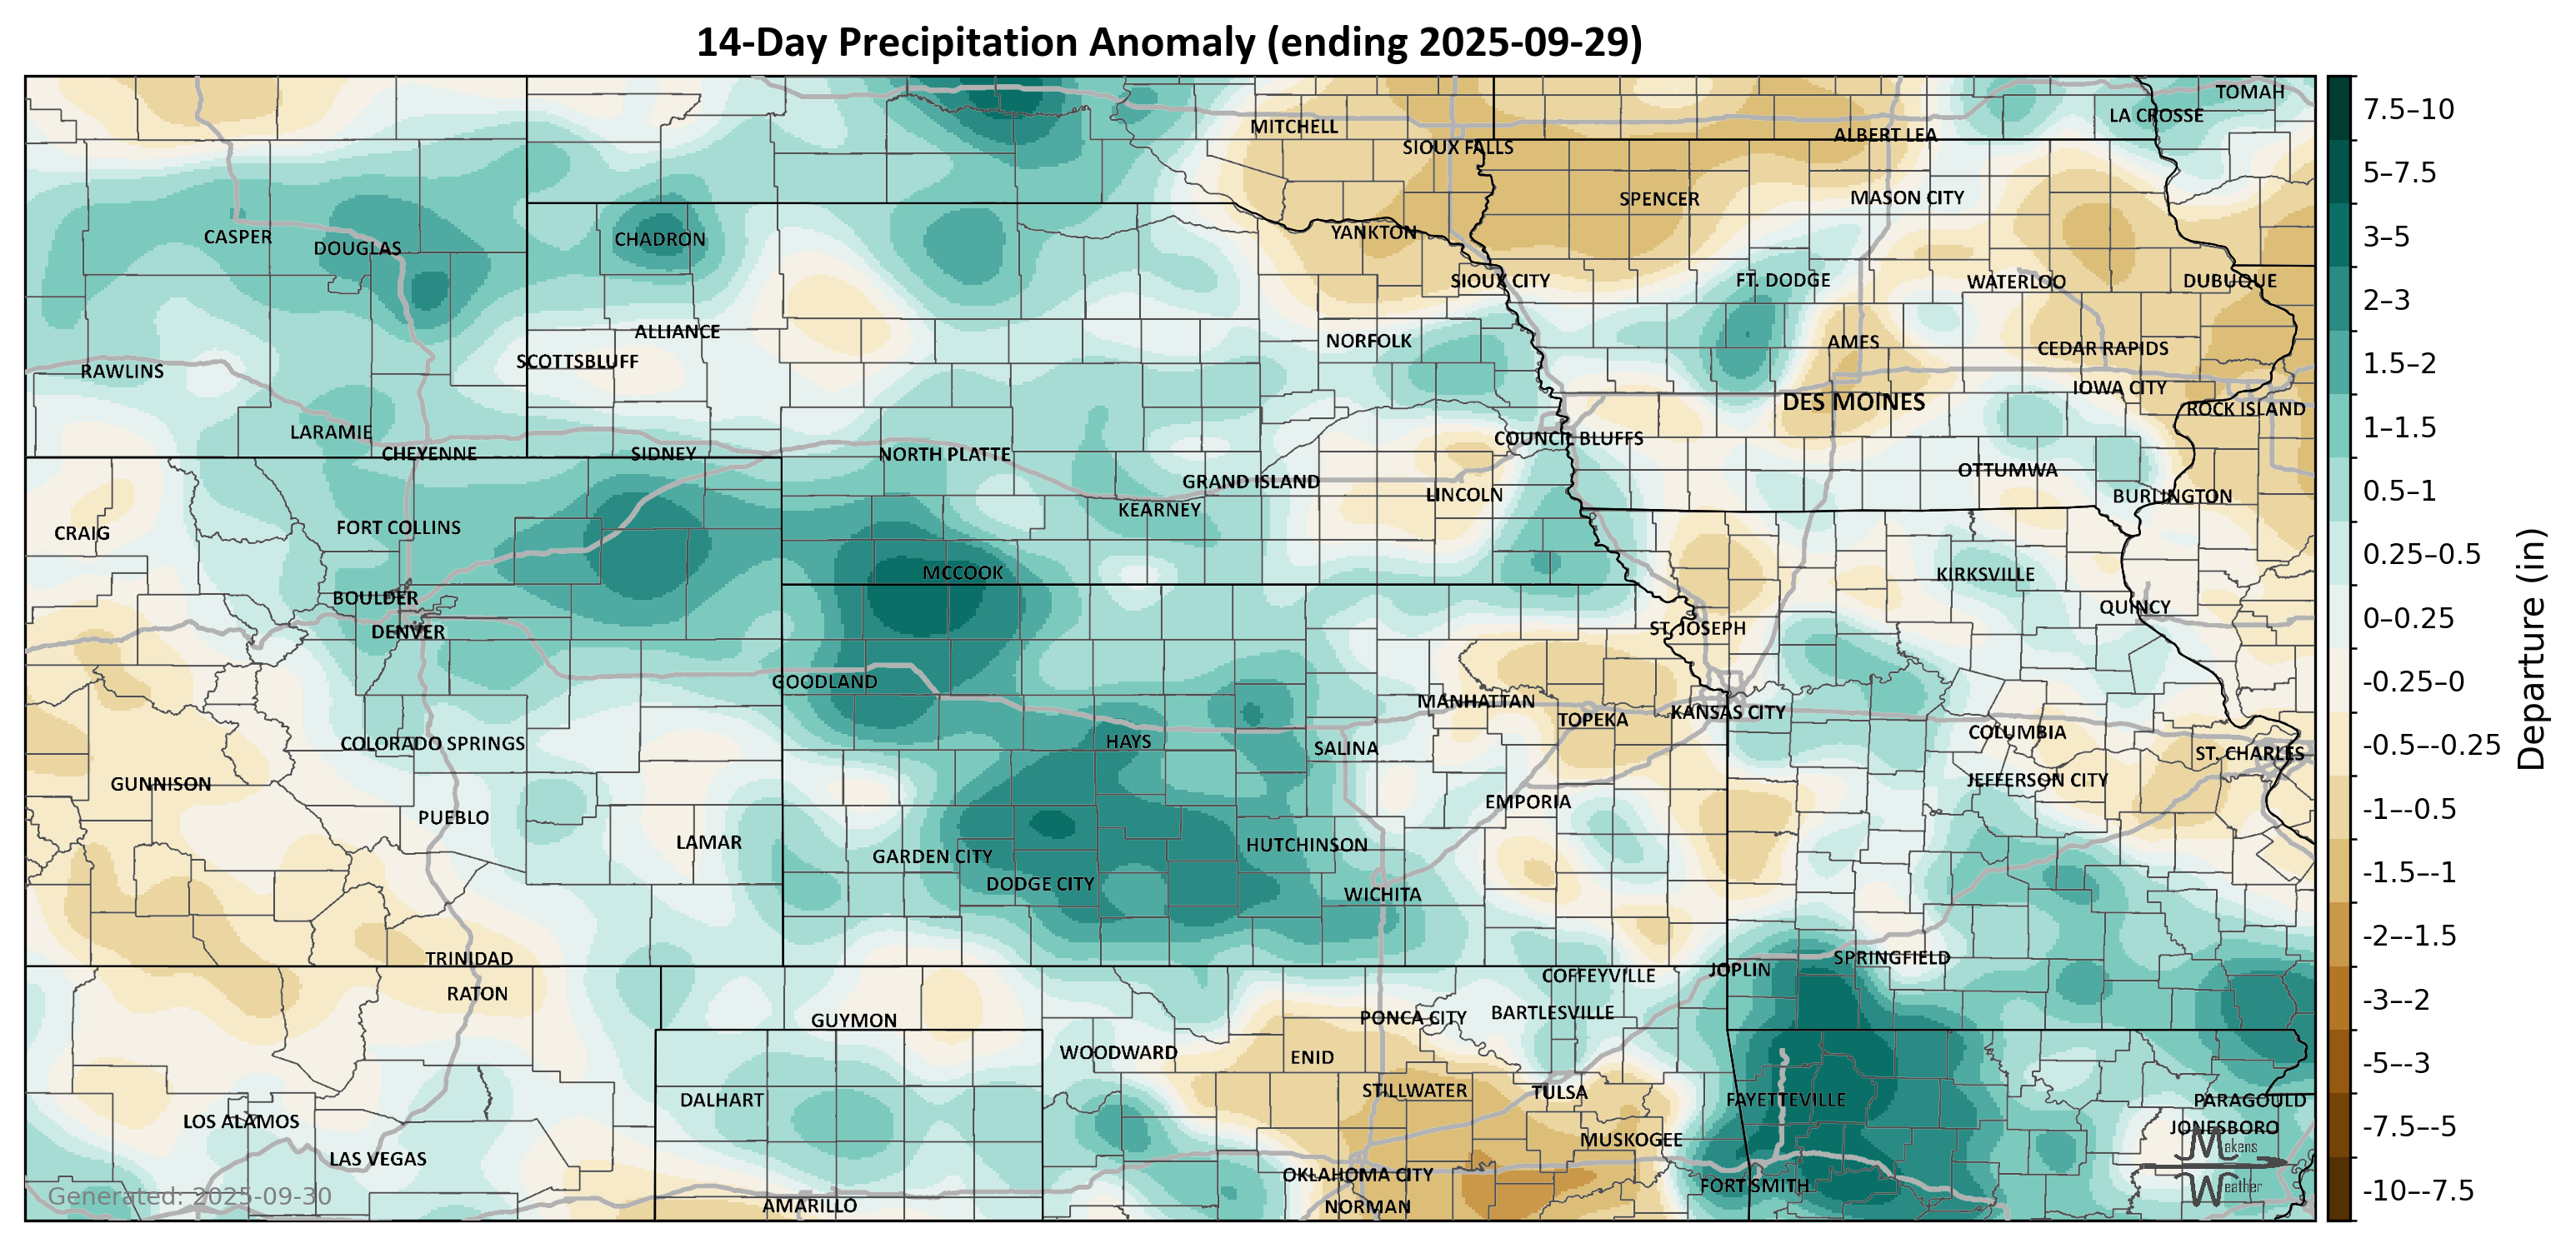 14-Day Precipitation Anomaly (ending 2025-09-29)
TOMAH
LA CROSSE
MITCHELL
ALBERT LEA
SIOUX FALLS
SPENCER
MASON CITY
CASPER
DOUGLAS
CHADRON
YANKTON
SIOUX CITY
FT. DODGE
WATERLOO
DUBUQUE
ALLIANCE
NORFOLK
AMES
CEDAR RAPIDS
SCOTTSBLUFF
RAWLINS
IOWA CITY
DES MOINES
ROCK ISLAND
LARAMIE
COUNCIL BLUFFS
CHEYENNE
SIDNEY
NORTH PLATTE
OTTUMWA
GRAND ISLAND
LINCOLN
BURLINGTON
KEARNEY
CRAIG
FORT COLLINS
MCCOOK
KIRKSVILLE
BOULDER
QUINCY
DENVER
ST. JOSEPH
GOODLAND
MANHATTAN
TOPEKA
KANSAS CITY
COLUMBIA
COLORADO SPRINGS
HAYS
SALINA
ST. CHARLES
GUNNISON
JEFFERSON CITY
EMPORIA
PUEBLO
LAMAR
HUTCHINSON
GARDEN CITY
DODGE CITY
WICHITA
TRINIDAD
SPRINGFIELD
JOPLIN
COFFEYVILLE
RATON
BARTLESVILLE
GUYMON
PONCA CITY
WOODWARD
ENID
STILLWATER
TULSA
DALHART
FAYETTEVILLE
PARAGOULD
LOS ALAMOS
JONESBORO
MUSKOGEE
LAS VEGAS
OKLAHOMA CITY
FORT SMITH
AMARILLO
NORMAN
Generated: 2025-09-30
Makens
Weather
7.5–10
5–7.5
3–5
2–3
1.5–2
1–1.5
0.5–1
0.25–0.5
0–0.25
-0.25–0
-0.5–-0.25
-1–-0.5
-1.5–-1
-2–-1.5
-3–-2
-5–-3
-7.5–-5
-10–-7.5
Departure (in)